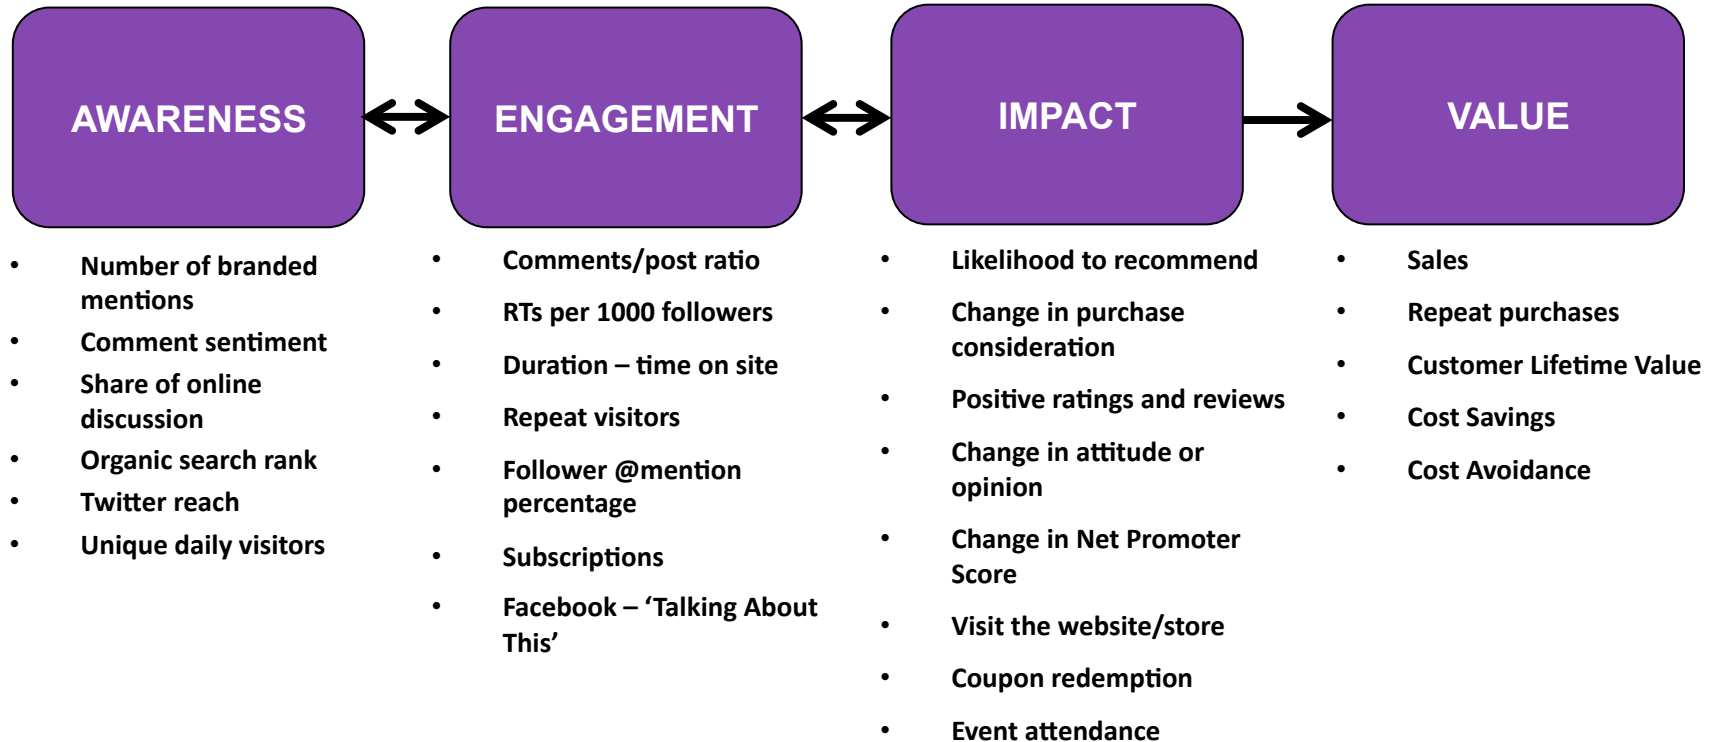 AWARENESS
ENGAGEMENT
IMPACT
VALUE
• Number of branded
mentions
• Comment sentiment
• Share of online
discussion
• Organic search rank
• Twitter reach
• Unique daily visitors
• Comments/post ratio
• RTs per 1000 followers
• Duration – time on site
• Repeat visitors
• Follower @mention
percentage
• Subscriptions
• Facebook – ‘Talking About
This’
• Likelihood to recommend
• Change in purchase
consideration
• Positive ratings and reviews
• Change in attitude or
opinion
• Change in Net Promoter
Score
• Visit the website/store
• Coupon redemption
• Event attendance
• Sales
• Repeat purchases
• Customer Lifetime Value
• Cost Savings
• Cost Avoidance